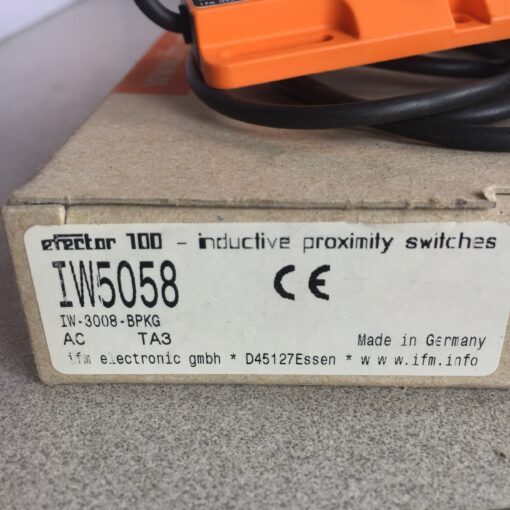 efector 100 - inductive proximity switches
IW5058
CE
IW-3008-BPKG
AC TA3
Made in Germany
ifm electronic gmbh * D45127Essen * www.ifm.info